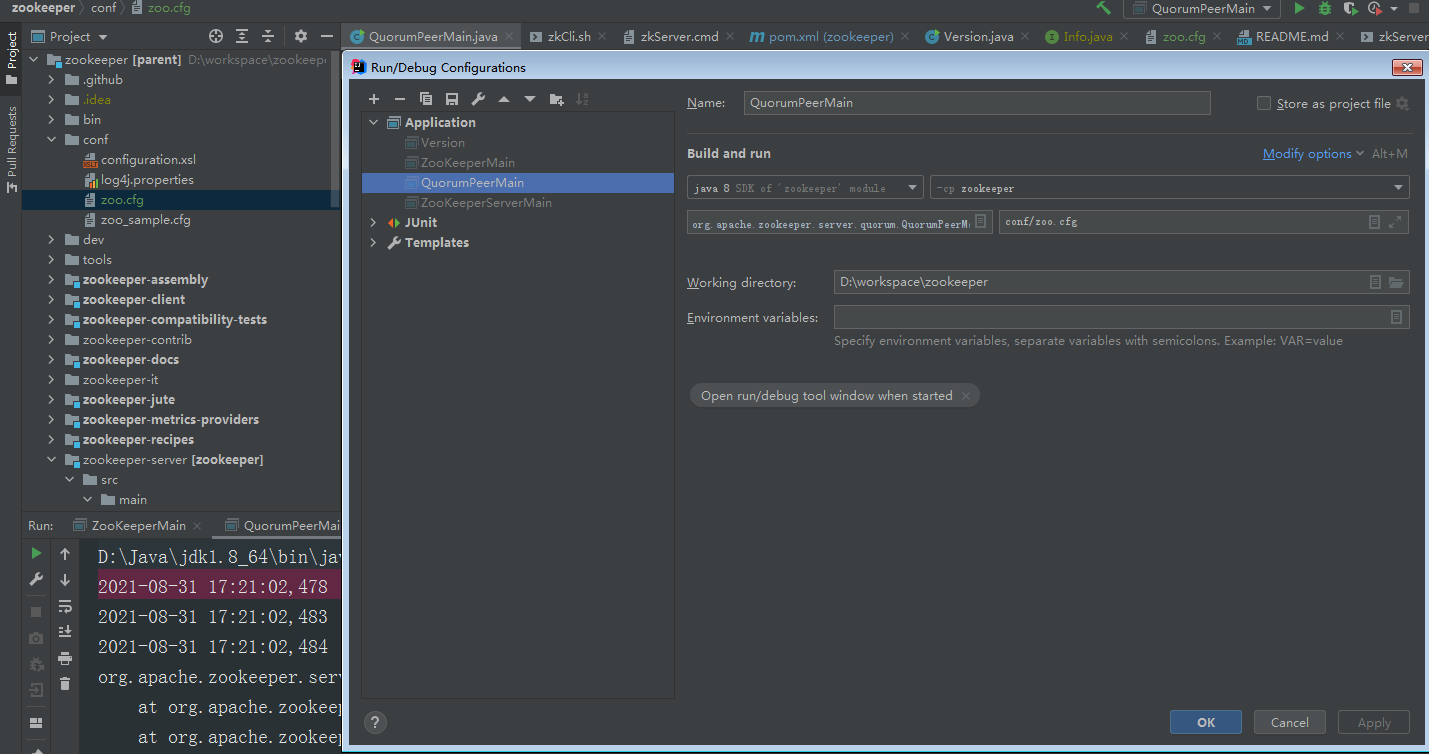 zookeeper conf zoo.cfg
QuorumPeerMain
Project
Pull Requests
Project
QuorumPeerMain.java zkCli.sh zkServer.cmd pom.xml (zookeeper) Version.java Info.java zoo.cfg README.md zkServer
zookeeper [parent] D:\workspace\zookeepe
.github
.idea
bin
conf
configuration.xsl
log4j.properties
zoo.cfg
zoo_sample.cfg
dev
tools
zookeeper-assembly
zookeeper-client
zookeeper-compatibility-tests
zookeeper-contrib
zookeeper-docs
zookeeper-it
zookeeper-jute
zookeeper-metrics-providers
zookeeper-recipes
zookeeper-server [zookeeper]
src
main
Run/Debug Configurations
Application
Version
ZooKeeperMain
QuorumPeerMain
ZooKeeperServerMain
JUnit
Templates
Name: QuorumPeerMain
Store as project file
Build and run
Modify options Alt+M
java 8 SDK of 'zookeeper' module
-cp zookeeper
org.apache.zookeeper.server.quorum.QuorumPeerM
conf/zoo.cfg
Working directory: D:\workspace\zookeeper
Environment variables:
Specify environment variables, separate variables with semicolons. Example: VAR=value
Open run/debug tool window when started
?
OK Cancel Apply
Run: ZooKeeperMain QuorumPeerMai
D:\Java\jdk1.8_64\bin\jav
2021-08-31 17:21:02,478
2021-08-31 17:21:02,483
2021-08-31 17:21:02,484
org.apache.zookeeper.serv
at org.apache.zookeep
at org.apache.zookeep